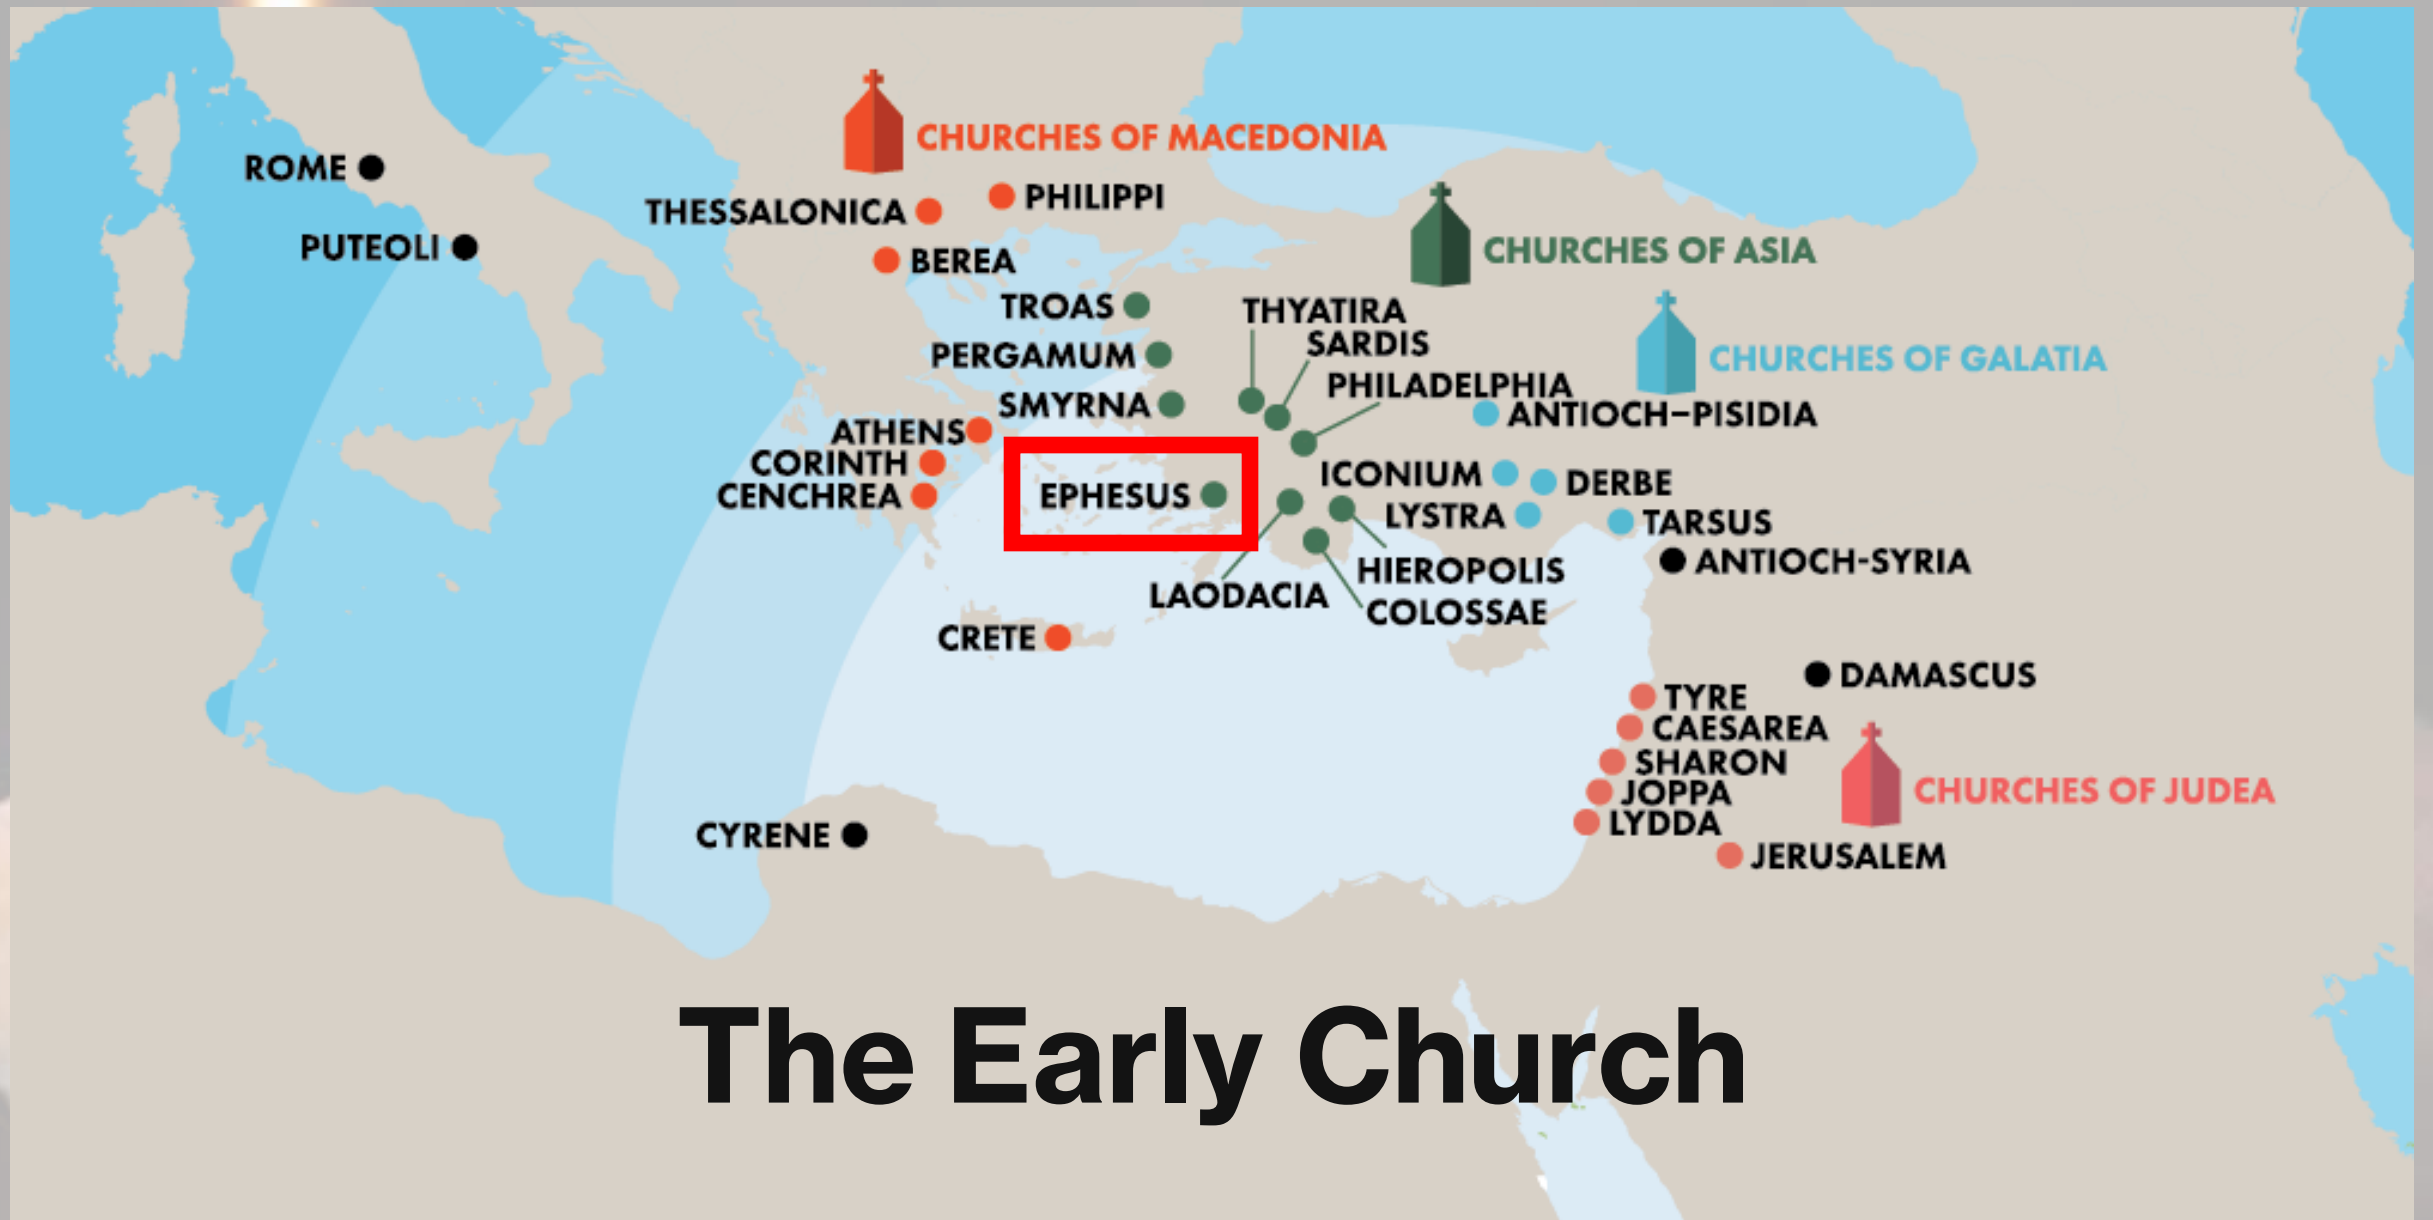 CHURCHES OF MACEDONIA
ROME
PHILIPPI
THESSALONICA
PUTEOLI
BEREA
CHURCHES OF ASIA
TROAS
THYATIRA
SARDIS
PERGAMUM
CHURCHES OF GALATIA
PHILADELPHIA
SMYRNA
ANTIOCH–PISIDIA
ATHENS
CORINTH
ICONIUM
DERBE
CENCHREA
EPHESUS
LYSTRA
TARSUS
ANTIOCH-SYRIA
HIEROPOLIS
LAODACIA
COLOSSAE
CRETE
DAMASCUS
TYRE
CAESAREA
SHARON
JOPPA
CHURCHES OF JUDEA
LYDDA
CYRENE
JERUSALEM
The Early Church